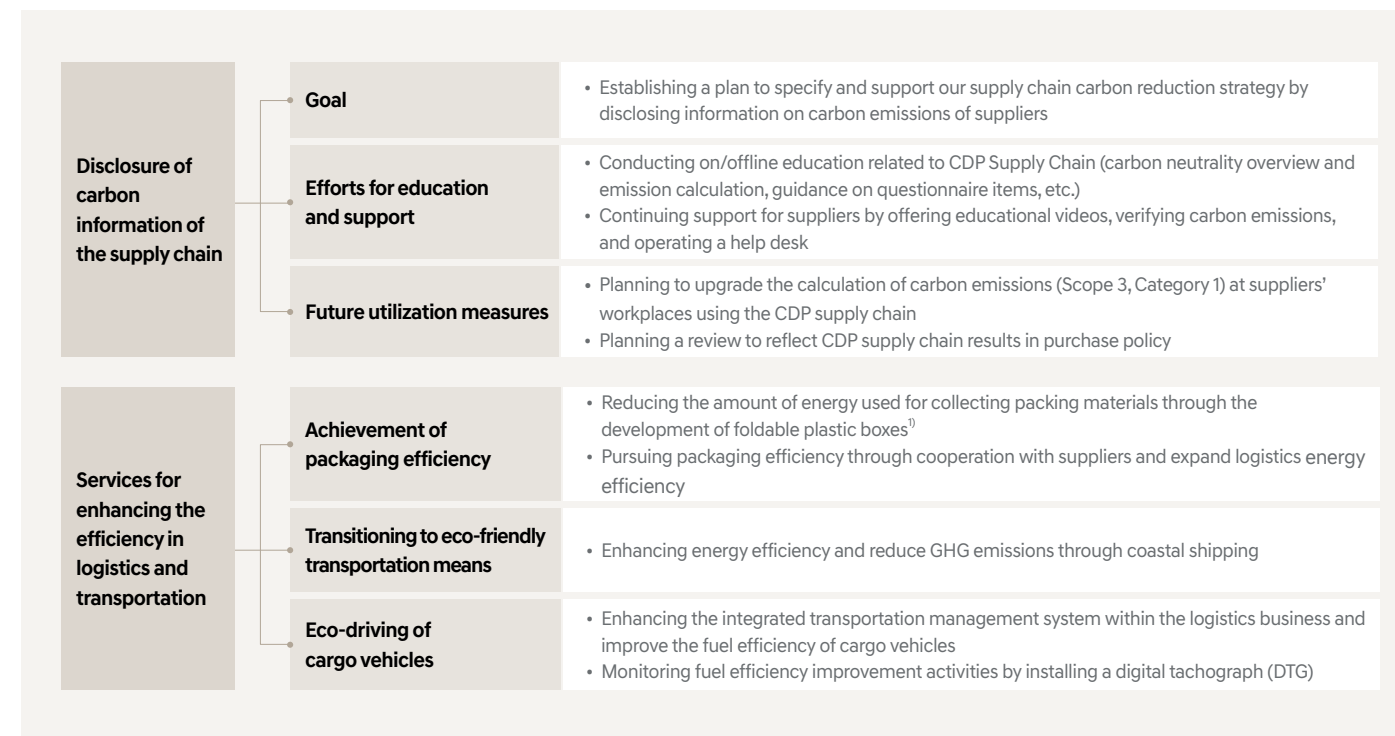 Disclosure of
carbon
information of
the supply chain
Goal
• Establishing a plan to specify and support our supply chain carbon reduction strategy by
disclosing information on carbon emissions of suppliers
Efforts for education
and support
• Conducting on/offline education related to CDP Supply Chain (carbon neutrality overview and
emission calculation, guidance on questionnaire items, etc.)
• Continuing support for suppliers by offering educational videos, verifying carbon emissions,
and operating a help desk
Future utilization measures
• Planning to upgrade the calculation of carbon emissions (Scope 3, Category 1) at suppliers’
workplaces using the CDP supply chain
• Planning a review to reflect CDP supply chain results in purchase policy
Services for
enhancing the
efficiency in
logistics and
transportation
Achievement of
packaging efficiency
• Reducing the amount of energy used for collecting packing materials through the
development of foldable plastic boxes1)
• Pursuing packaging efficiency through cooperation with suppliers and expand logistics energy
efficiency
Transitioning to eco-friendly
transportation means
• Enhancing energy efficiency and reduce GHG emissions through coastal shipping
Eco-driving of
cargo vehicles
• Enhancing the integrated transportation management system within the logistics business and
improve the fuel efficiency of cargo vehicles
• Monitoring fuel efficiency improvement activities by installing a digital tachograph (DTG)